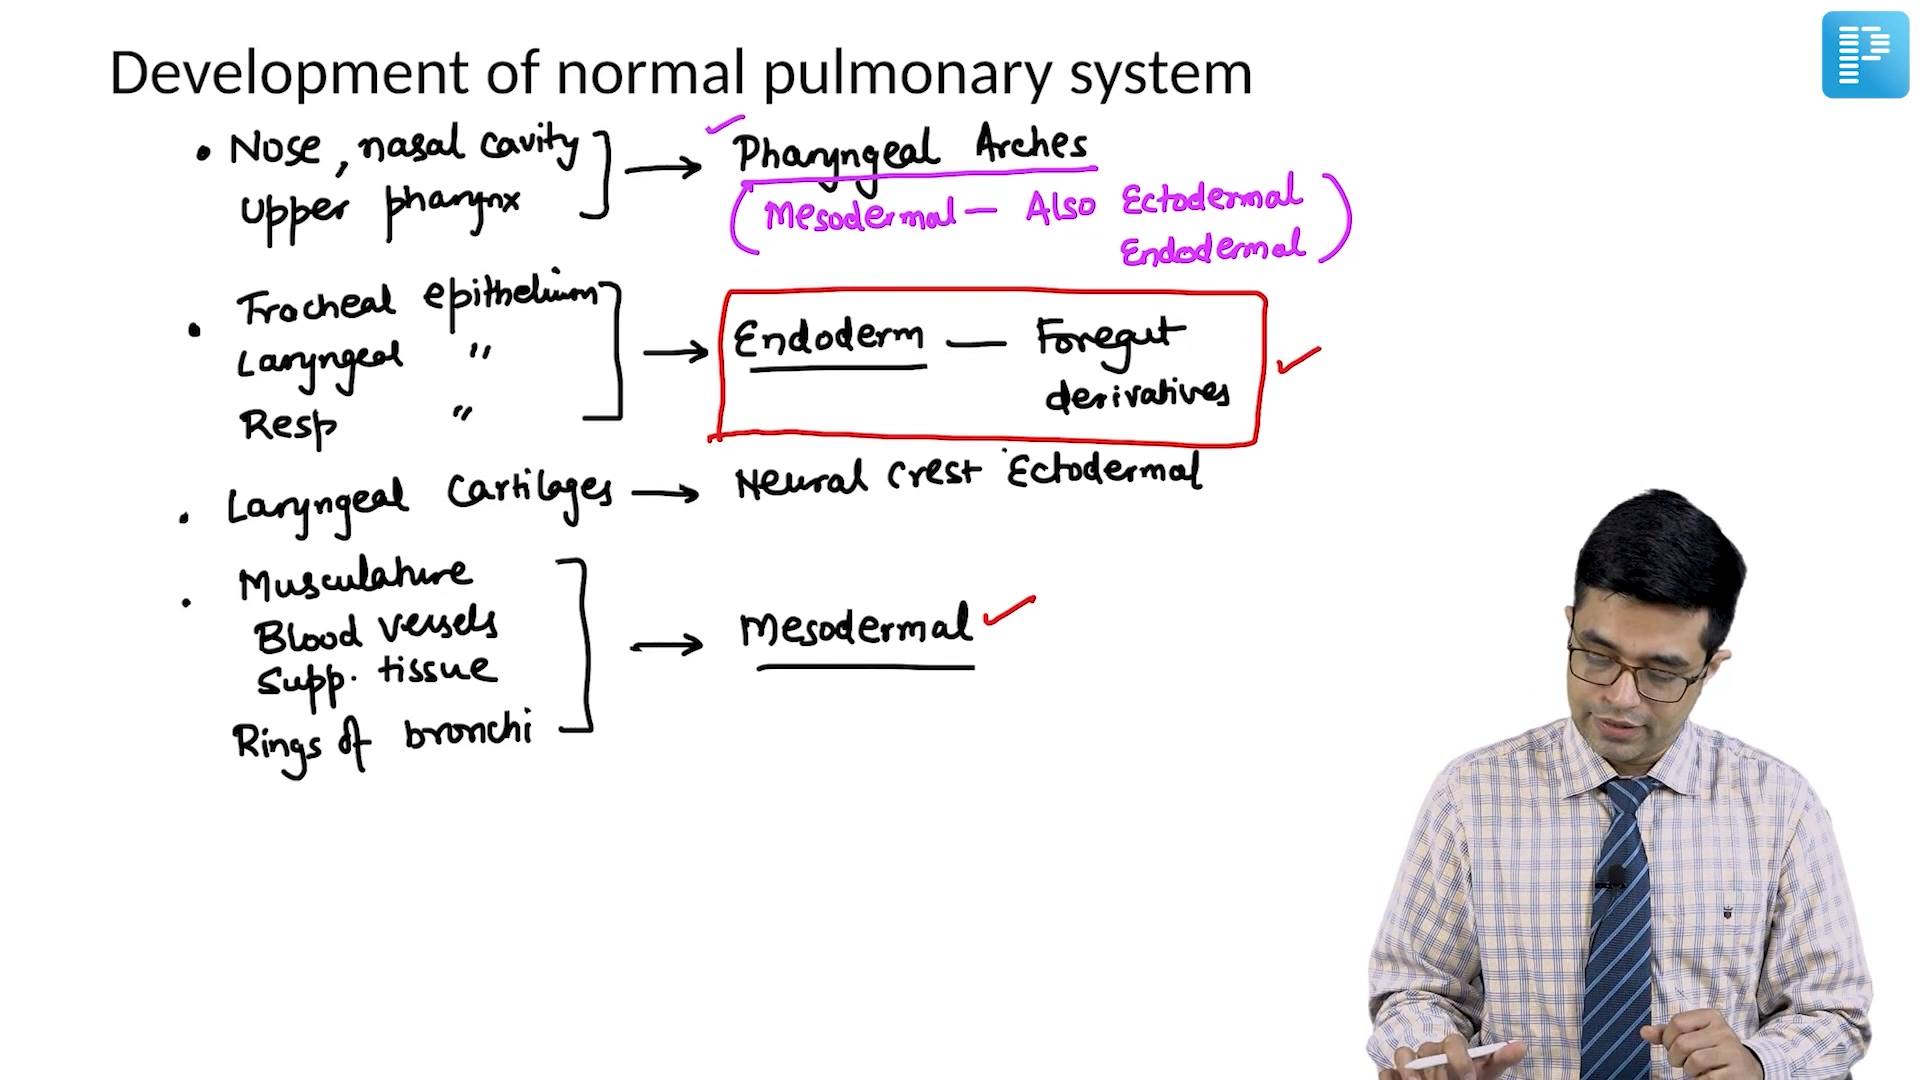 Development of normal pulmonary system
• Nose, nasal cavity → Pharyngeal Arches
Upper pharynx
(Mesodermal – Also Ectodermal
Endodermal)
• Trocheal epithelium → Endoderm — Foregut
Laryngeal "
derivatives
Resp "
• Laryngeal Cartilages → Neural Crest Ectodermal
• Musculature
Blood vessels → Mesodermal
Supp. tissue
Rings of bronchi
P